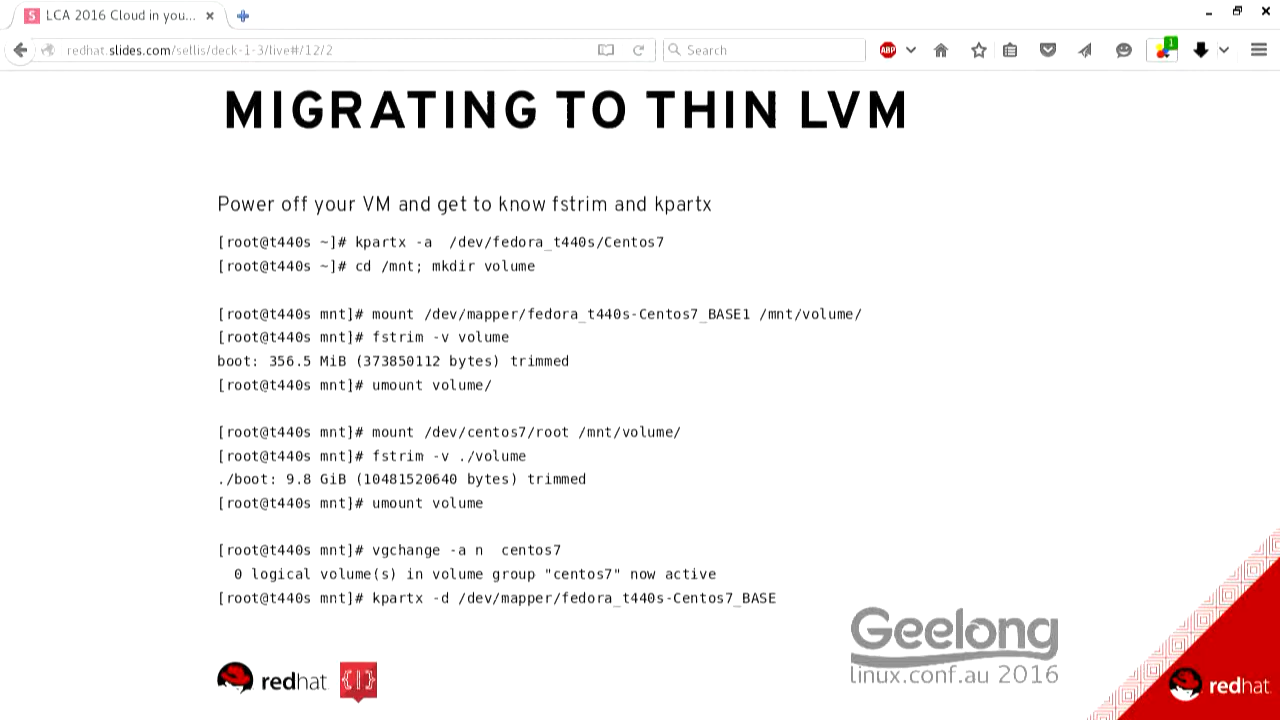 LCA 2016 Cloud in you...
redhat.slides.com/sellis/deck-1-3/live#/12/2
Search
ABP
1
MIGRATING TO THIN LVM
Power off your VM and get to know fstrim and kpartx
[root@t440s ~]# kpartx -a  /dev/fedora_t440s/Centos7
[root@t440s ~]# cd /mnt; mkdir volume
[root@t440s mnt]# mount /dev/mapper/fedora_t440s-Centos7_BASE1 /mnt/volume/
[root@t440s mnt]# fstrim -v volume
boot: 356.5 MiB (373850112 bytes) trimmed
[root@t440s mnt]# umount volume/
[root@t440s mnt]# mount /dev/centos7/root /mnt/volume/
[root@t440s mnt]# fstrim -v ./volume
./boot: 9.8 GiB (10481520640 bytes) trimmed
[root@t440s mnt]# umount volume
[root@t440s mnt]# vgchange -a n  centos7
  0 logical volume(s) in volume group "centos7" now active
[root@t440s mnt]# kpartx -d /dev/mapper/fedora_t440s-Centos7_BASE
Geelong
linux.conf.au 2016
redhat
{|}
redhat